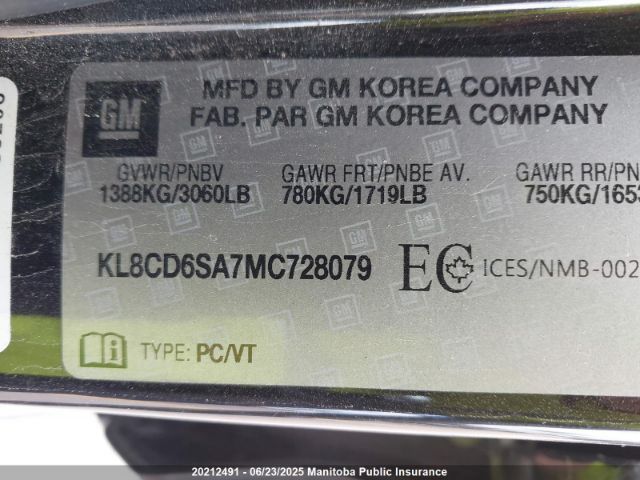 GM
MFD BY GM KOREA COMPANY
FAB. PAR GM KOREA COMPANY
GVWR/PNBV GAWR FRT/PNBE AV. GAWR RR/PN
1388KG/3060LB 780KG/1719LB 750KG/1653
KL8CD6SA7MC728079 EC ICES/NMB-002
TYPE: PC/VT
20212491 - 06/23/2025 Manitoba Public Insurance